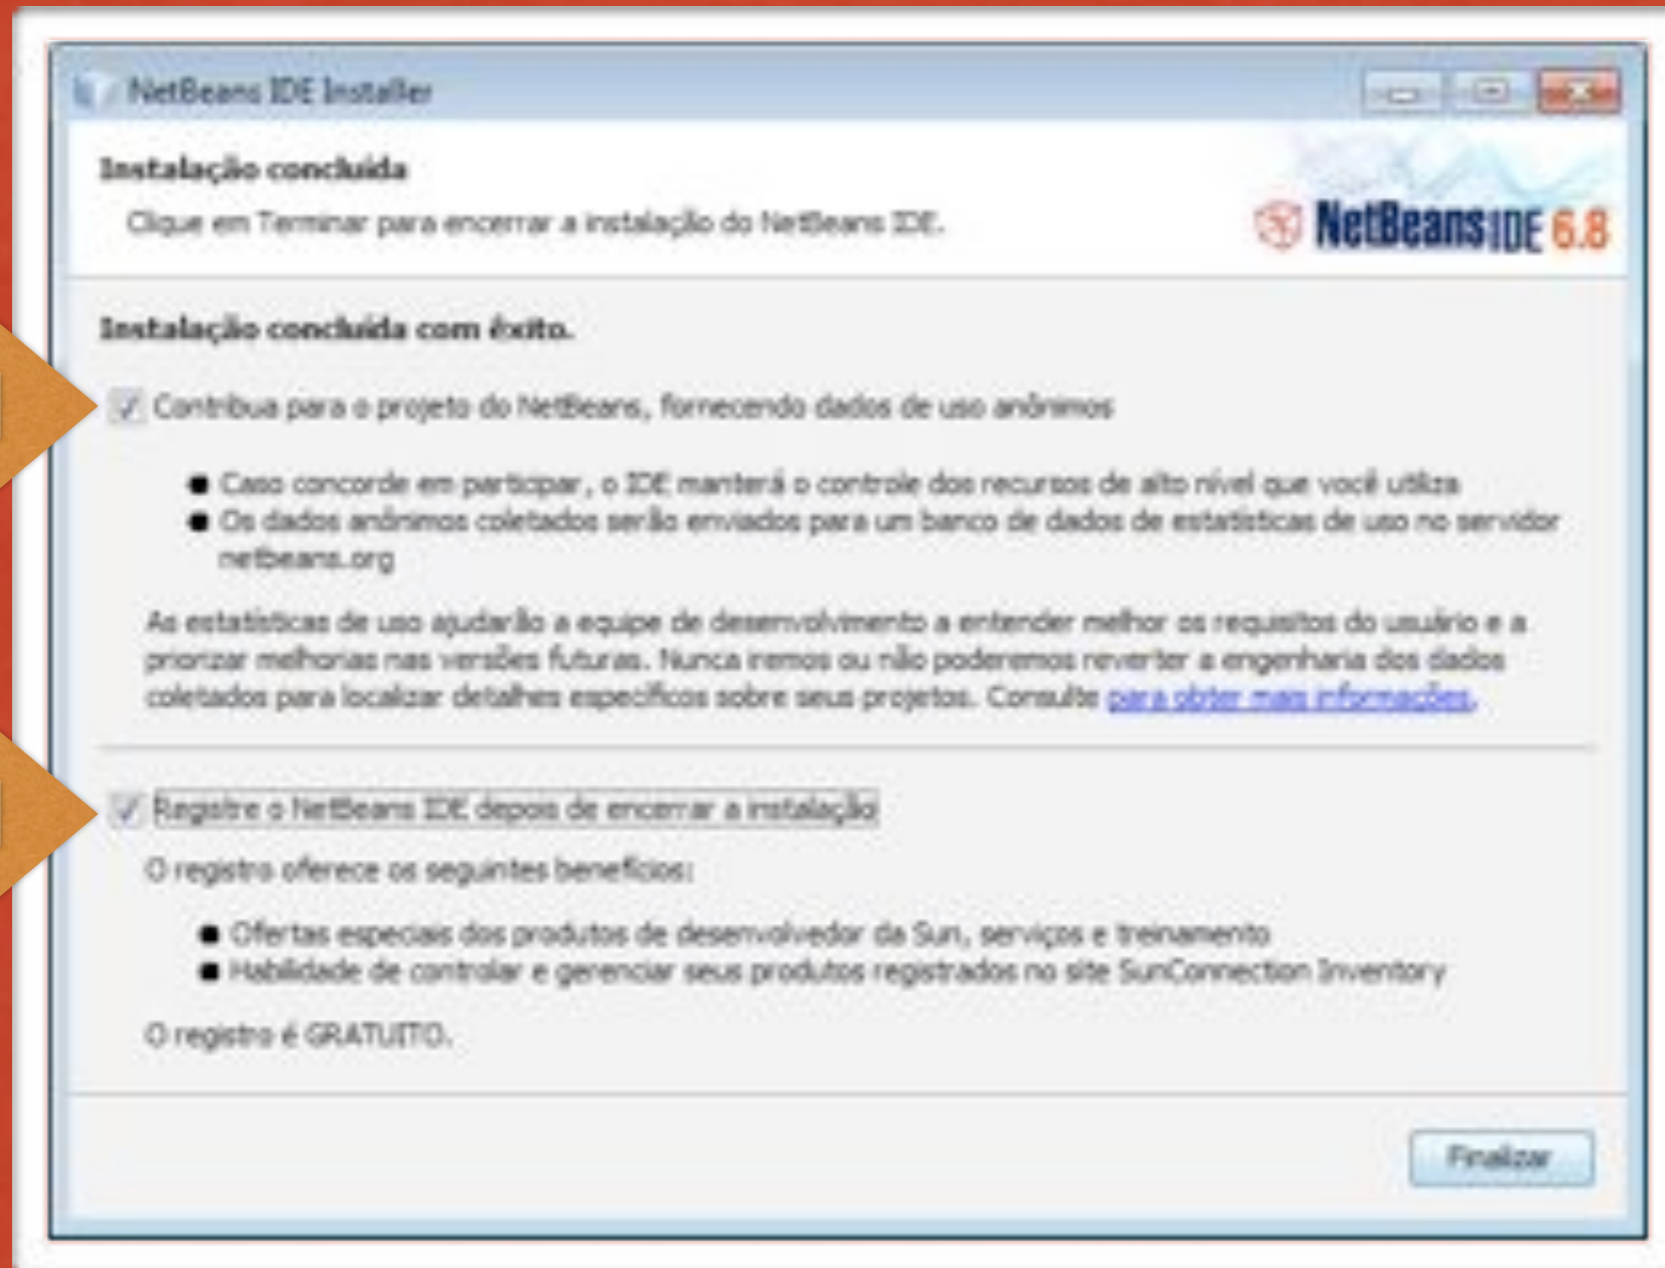 NetBeans IDE Installer
Instalação concluída
Clique em Terminar para encerrar a instalação do NetBeans IDE.
NetBeans IDE 6.8
Instalação concluída com êxito.
Contribua para o projeto do NetBeans, fornecendo dados de uso anônimos
Caso concorde em participar, o IDE manterá o controle dos recursos de alto nível que você utiliza
Os dados anônimos coletados serão enviados para um banco de dados de estatísticas de uso no servidor
netbeans.org
As estatísticas de uso ajudarão a equipe de desenvolvimento a entender melhor os requisitos do usuário e a
priorizar melhorias nas versões futuras. Nunca iremos ou não poderemos reverter a engenharia dos dados
coletados para localizar detalhes específicos sobre seus projetos. Consulte para obter mais informações.
Registre o NetBeans IDE depois de encerrar a instalação
O registro oferece os seguintes benefícios:
Ofertas especiais dos produtos de desenvolvedor da Sun, serviços e treinamento
Habilidade de controlar e gerenciar seus produtos registrados no site SunConnection Inventory
O registro é GRATUITO.
Finalizar